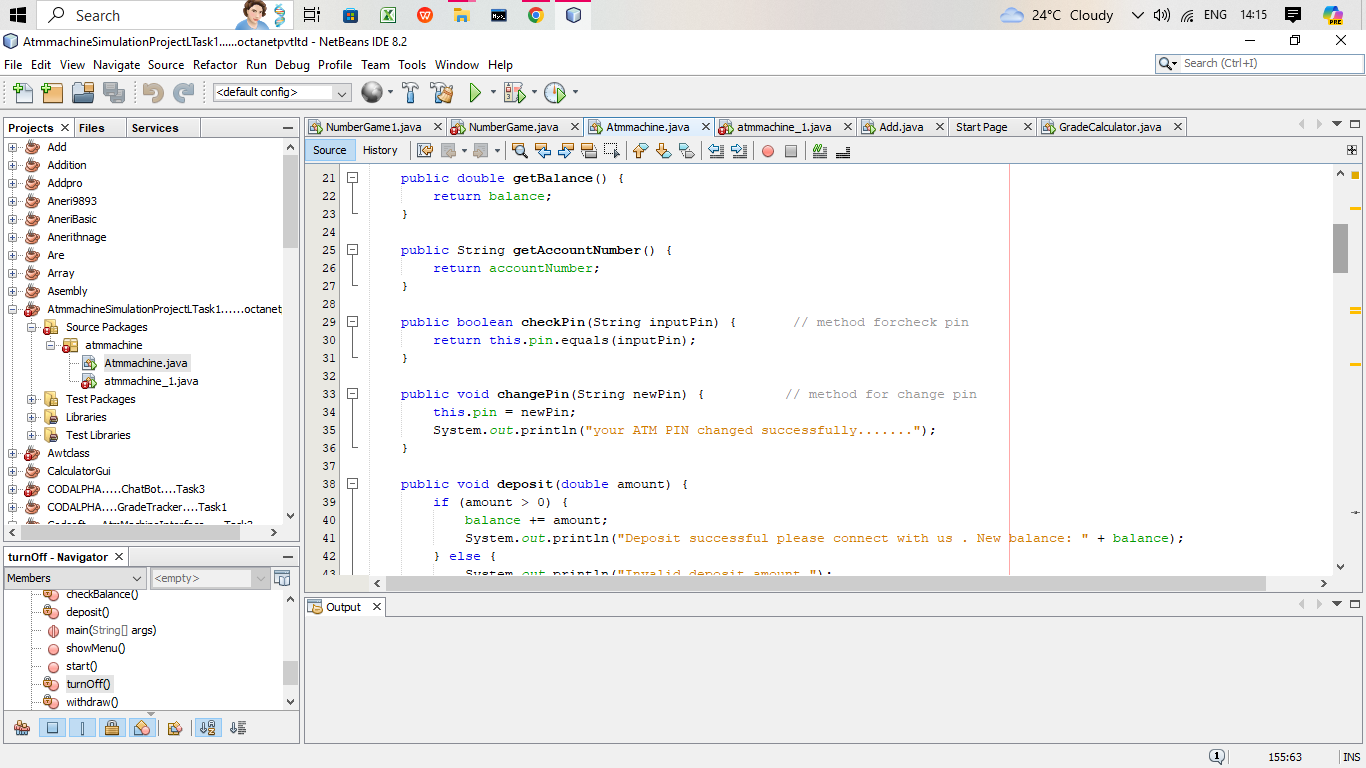 Search
24°C Cloudy
ENG 14:15
PRE
AtmmachineSimulationProjectLTask1......octanetpvtltd - NetBeans IDE 8.2
File Edit View Navigate Source Refactor Run Debug Profile Team Tools Window Help
Search (Ctrl+I)
<default config>
Projects Files Services
NumberGame1.java NumberGame.java Atmmachine.java atmmachine_1.java Add.java Start Page GradeCalculator.java
Source History
Add
Addition
Addpro
Aneri9893
AneriBasic
Anerithnage
Are
Array
Asembly
AtmmachineSimulationProjectLTask1......octanet
Source Packages
atmmachine
Atmmachine.java
atmmachine_1.java
Test Packages
Libraries
Test Libraries
Awtclass
CalculatorGui
CODALPHA.....ChatBot....Task3
CODALPHA....GradeTracker....Task1
21 public double getBalance() {
22 return balance;
23 }
24
25 public String getAccountNumber() {
26 return accountNumber;
27 }
28
29 public boolean checkPin(String inputPin) { // method forcheck pin
30 return this.pin.equals(inputPin);
31 }
32
33 public void changePin(String newPin) { // method for change pin
34 this.pin = newPin;
35 System.out.println("your ATM PIN changed successfully.......");
36 }
37
38 public void deposit(double amount) {
39 if (amount > 0) {
40 balance += amount;
41 System.out.println("Deposit successful please connect with us . New balance: " + balance);
42 } else {
43 System.out.println("Invalid deposit amount.");
turnOff - Navigator
Members <empty>
checkBalance()
deposit()
main(String[] args)
showMenu()
start()
turnOff()
withdraw()
Output
1 155:63 INS